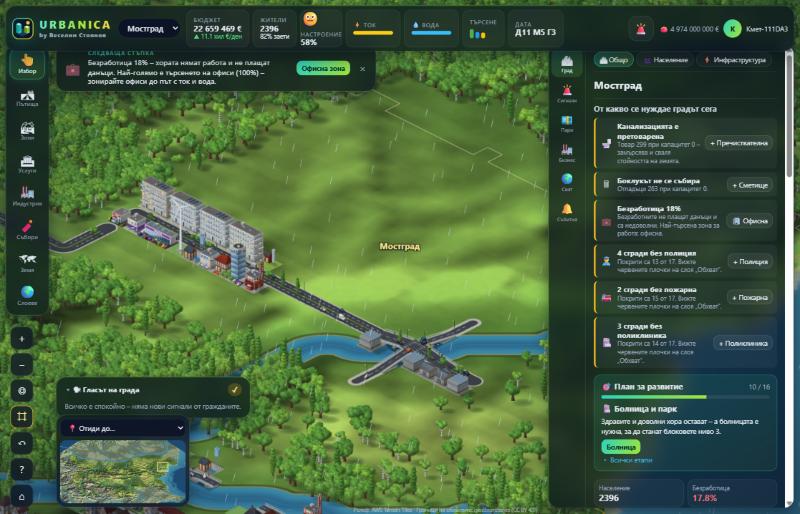 URBANICA
by Веселин Стоянов
Мостград
БЮДЖЕТ
22 659 469 €
▲ 11.1 хил €/ден
ЖИТЕЛИ
2396
82% заети
НАСТРОЕНИЕ
58%
ТОК
ВОДА
ТЪРСЕНЕ
ДАТА
Д11 М5 Г3
4 974 000 000 €
К
Кмет-111DA3
СЛЕДВАЩА СТЪПКА
Безработица 18% – хората нямат работа и не плащат
данъци. Най-голямо е търсенето на офиси (100%) –
зонирайте офиси до път с ток и вода.
Офисна зона
×
Избор
Пътища
Зони
Услуги
Индустрия
Събори
Земя
Слоеве
+
−
?
Мостград
Гласът на града
Всичко е спокойно – няма нови сигнали от гражданите.
Отиди до...
Град
Сигнали
Пари
Бизнес
Свят
Събития
Общо
Население
Инфраструктура
Мостград
От какво се нуждае градът сега
Канализацията е
претоварена
Товар 299 при капацитет 0 –
замърсява и сваля
стойността на земята.
+ Пречиствателна
Боклукът не се събира
Отпадъци 263 при капацитет 0.
+ Сметище
Безработица 18%
Безработните не плащат данъци и
са недоволни. Най-търсена зона за
работа: офисна.
Офисна
4 сгради без полиция
Покрити са 13 от 17. Вижте
червените плочки на слоя „Обхват“.
+ Полиция
2 сгради без пожарна
Покрити са 15 от 17. Вижте
червените плочки на слоя „Обхват“.
+ Пожарна
3 сгради без
поликлиника
Покрити са 14 от 17. Вижте
червените плочки на слоя
„Обхват“.
+ Поликлиника
План за развитие
10 / 16
Болница и парк
Здравите и доволни хора остават – а болницата е
нужна, за да станат блоковете ниво 3.
Болница
Всички етапи
Население
2396
Безработица
17.8%